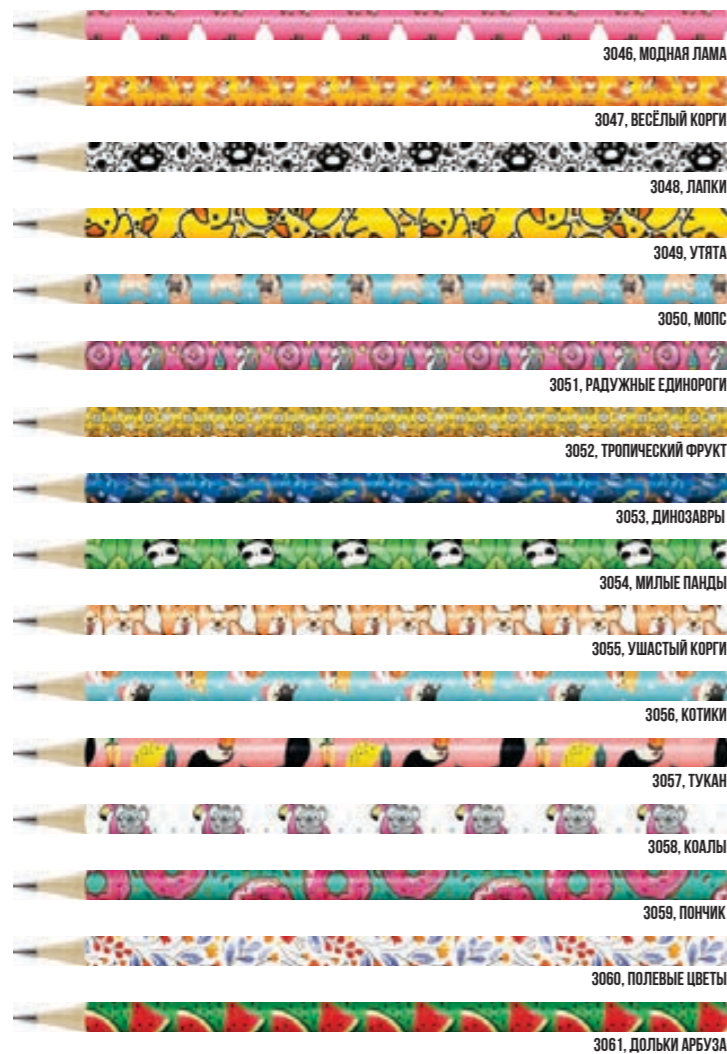 3046, МОДНАЯ ЛАМА
3047, ВЕСЁЛЫЙ КОРГИ
3048, ЛАПКИ
3049, УТЯТА
3050, МОПС
3051, РАДУЖНЫЕ ЕДИНОРОГИ
3052, ТРОПИЧЕСКИЙ ФРУКТ
3053, ДИНОЗАВРЫ
3054, МИЛЫЕ ПАНДЫ
3055, УШАСТЫЙ КОРГИ
3056, КОТИКИ
3057, ТУКАН
3058, КОАЛЫ
3059, ПОНЧИК
3060, ПОЛЕВЫЕ ЦВЕТЫ
3061, ДОЛЬКИ АРБУЗА